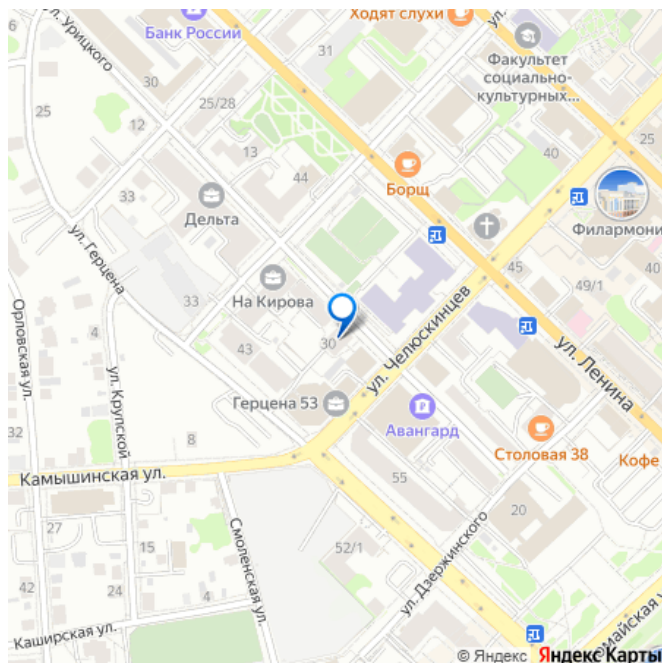 Ходят слухи
Банк России
ул. Урицкого
31
Факультет
социально-
культурных...
30
25
25/28
12
13
25
40
44
Борщ
33
Дельта
Филармони
ул. Герцена
45
40
49/1
На Кирова
33
Орловская ул.
4
ул. Крупской
30
43
ул. Челюскинцев
ул. Ленина
Герцена 53
Авангард
32
8
Столовая 38
Кофе
Камышинская ул.
55
20
27
Смоленская ул.
15
52/1
ул. Дзержинского
42
24
4
Каширская ул.
омайская у
© Яндекс Яндекс Карты